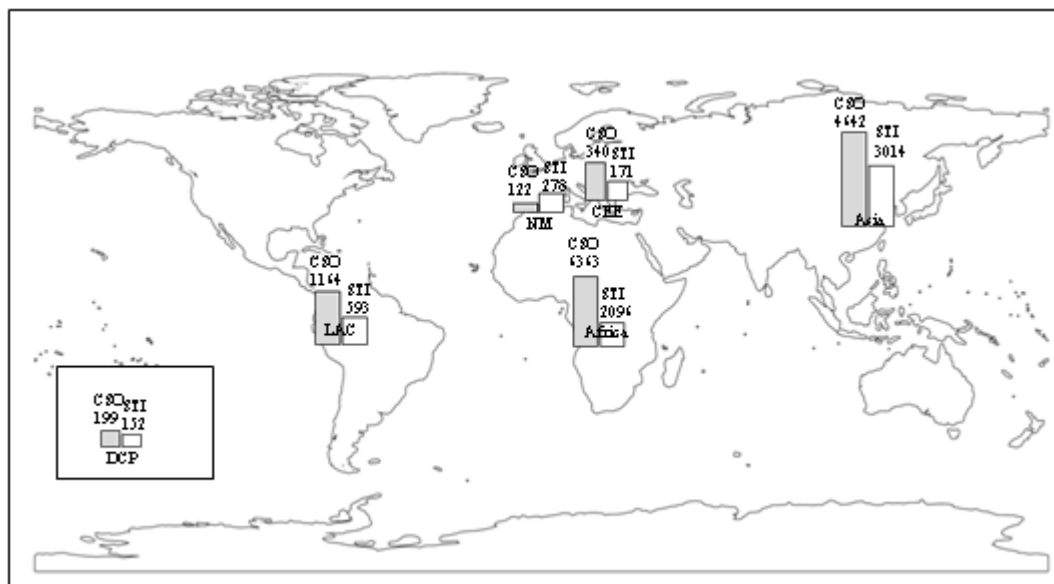 CSO
4642
STI
3014
Asia
CSO
340
STI
171
CEE
CSO
122
STI
278
NM
CSO
6363
STI
2096
Africa
CSO
1164
STI
593
LAC
CSO
199
STI
152
DCP